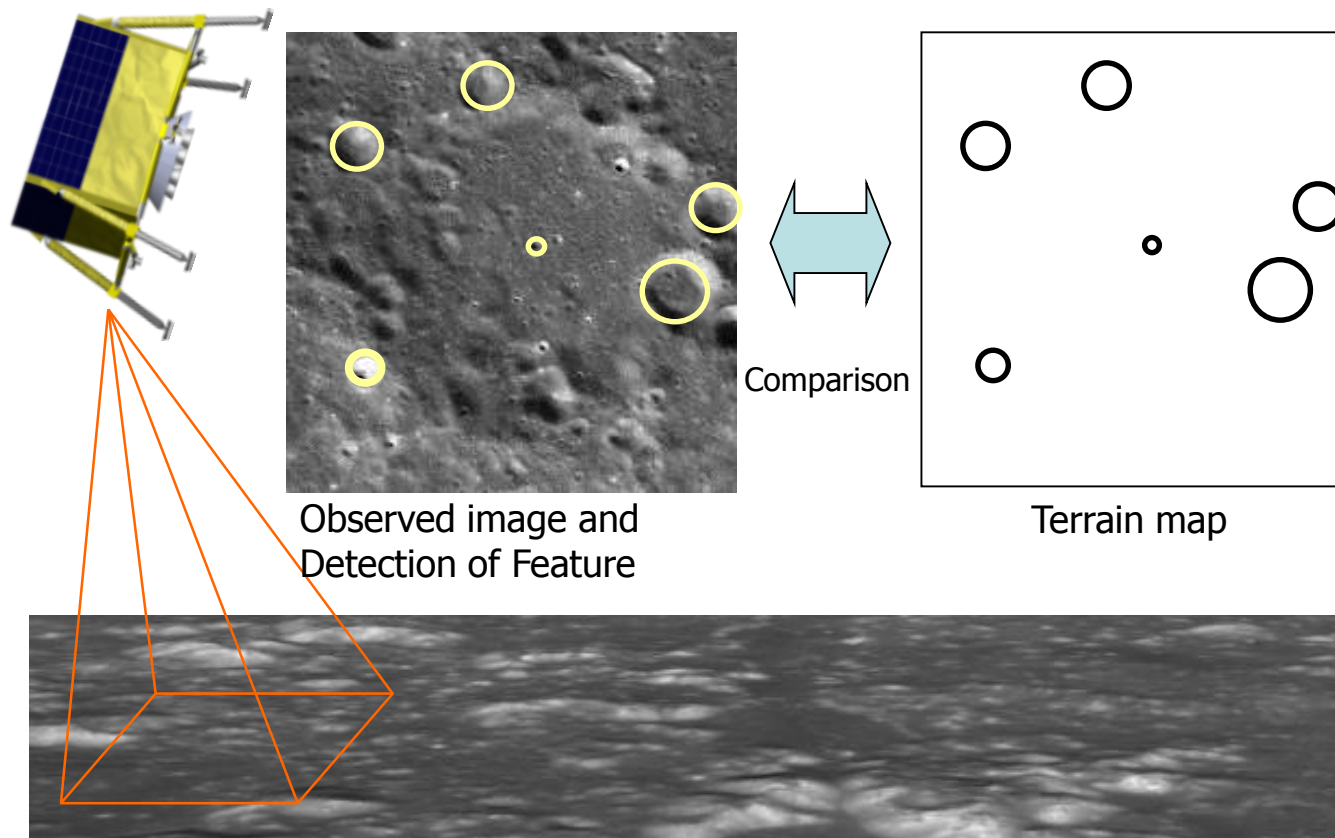 Comparison
Observed image and
Detection of Feature
Terrain map